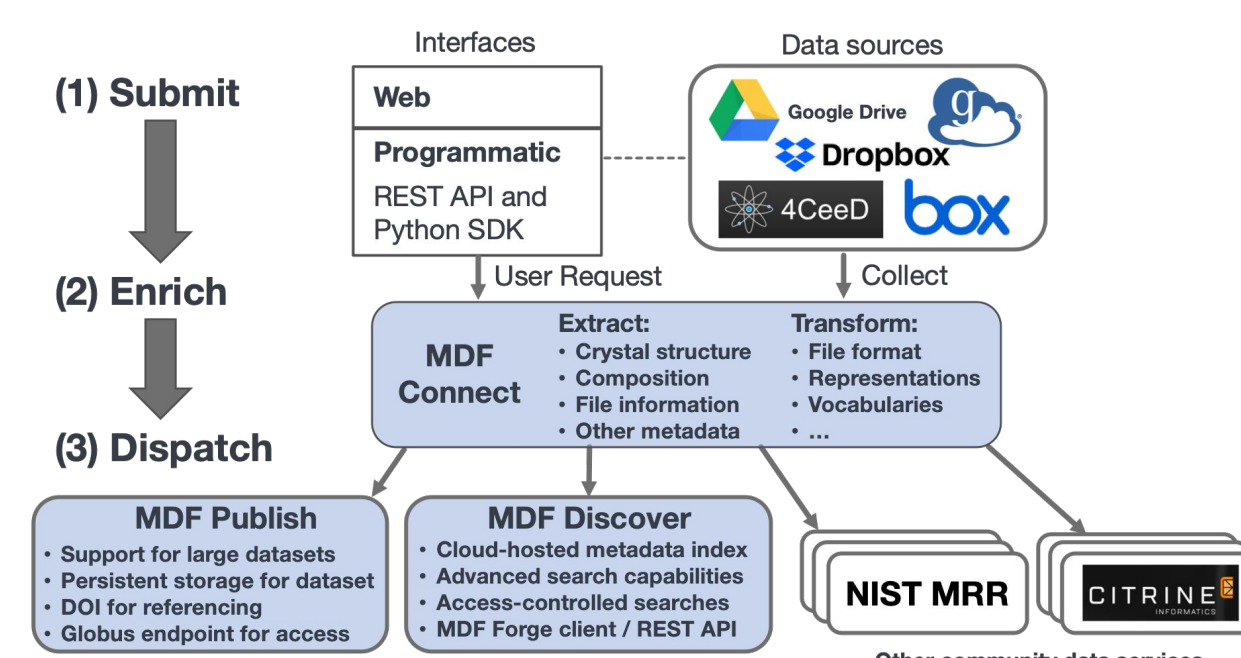 Interfaces
Data sources
(1) Submit
Web
Programmatic
REST API and
Python SDK
Google Drive
g
Dropbox
4CeeD
box
User Request
Collect
(2) Enrich
MDF
Connect
Extract:
• Crystal structure
• Composition
• File information
• Other metadata
Transform:
• File format
• Representations
• Vocabularies
• ...
(3) Dispatch
MDF Publish
• Support for large datasets
• Persistent storage for dataset
• DOI for referencing
• Globus endpoint for access
MDF Discover
• Cloud-hosted metadata index
• Advanced search capabilities
• Access-controlled searches
• MDF Forge client / REST API
NIST MRR
CITRINE
INFORMATICS
Other community data services